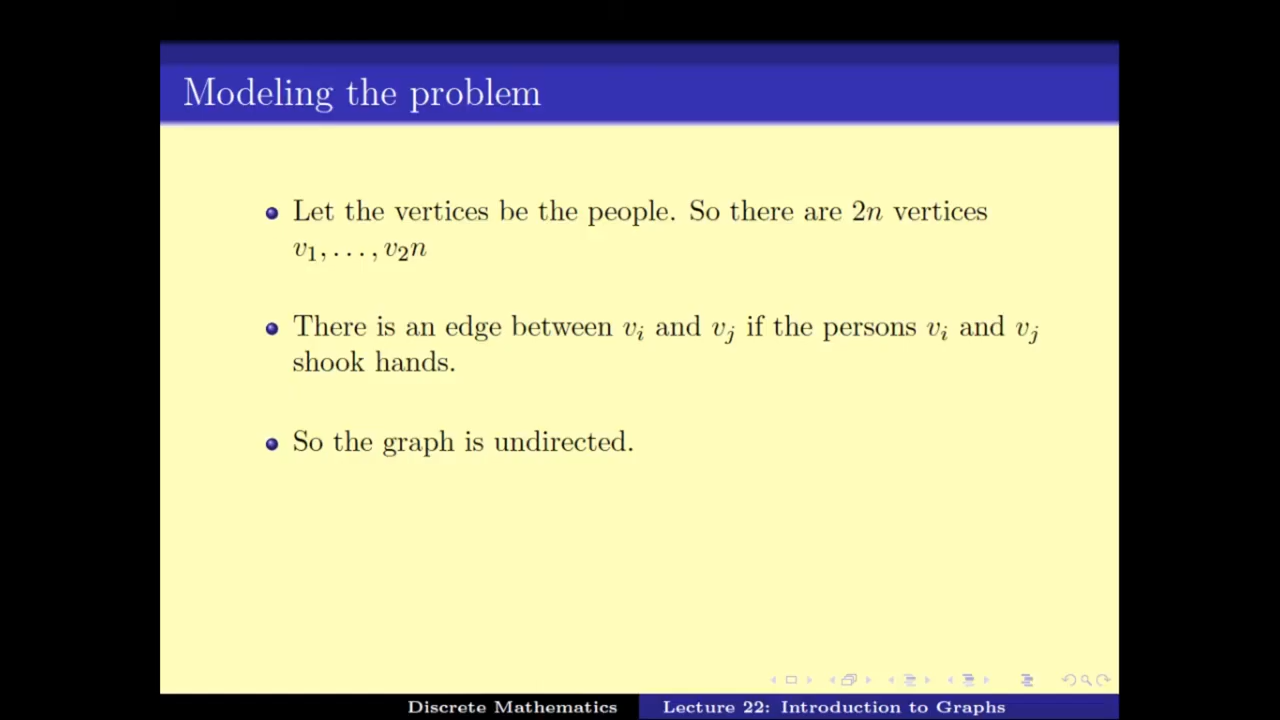 Modeling the problem
Let the vertices be the people. So there are 2n vertices
v₁, . . . , v₂n
There is an edge between vᵢ and vⱼ if the persons vᵢ and vⱼ
shook hands.
So the graph is undirected.
Discrete Mathematics Lecture 22: Introduction to Graphs